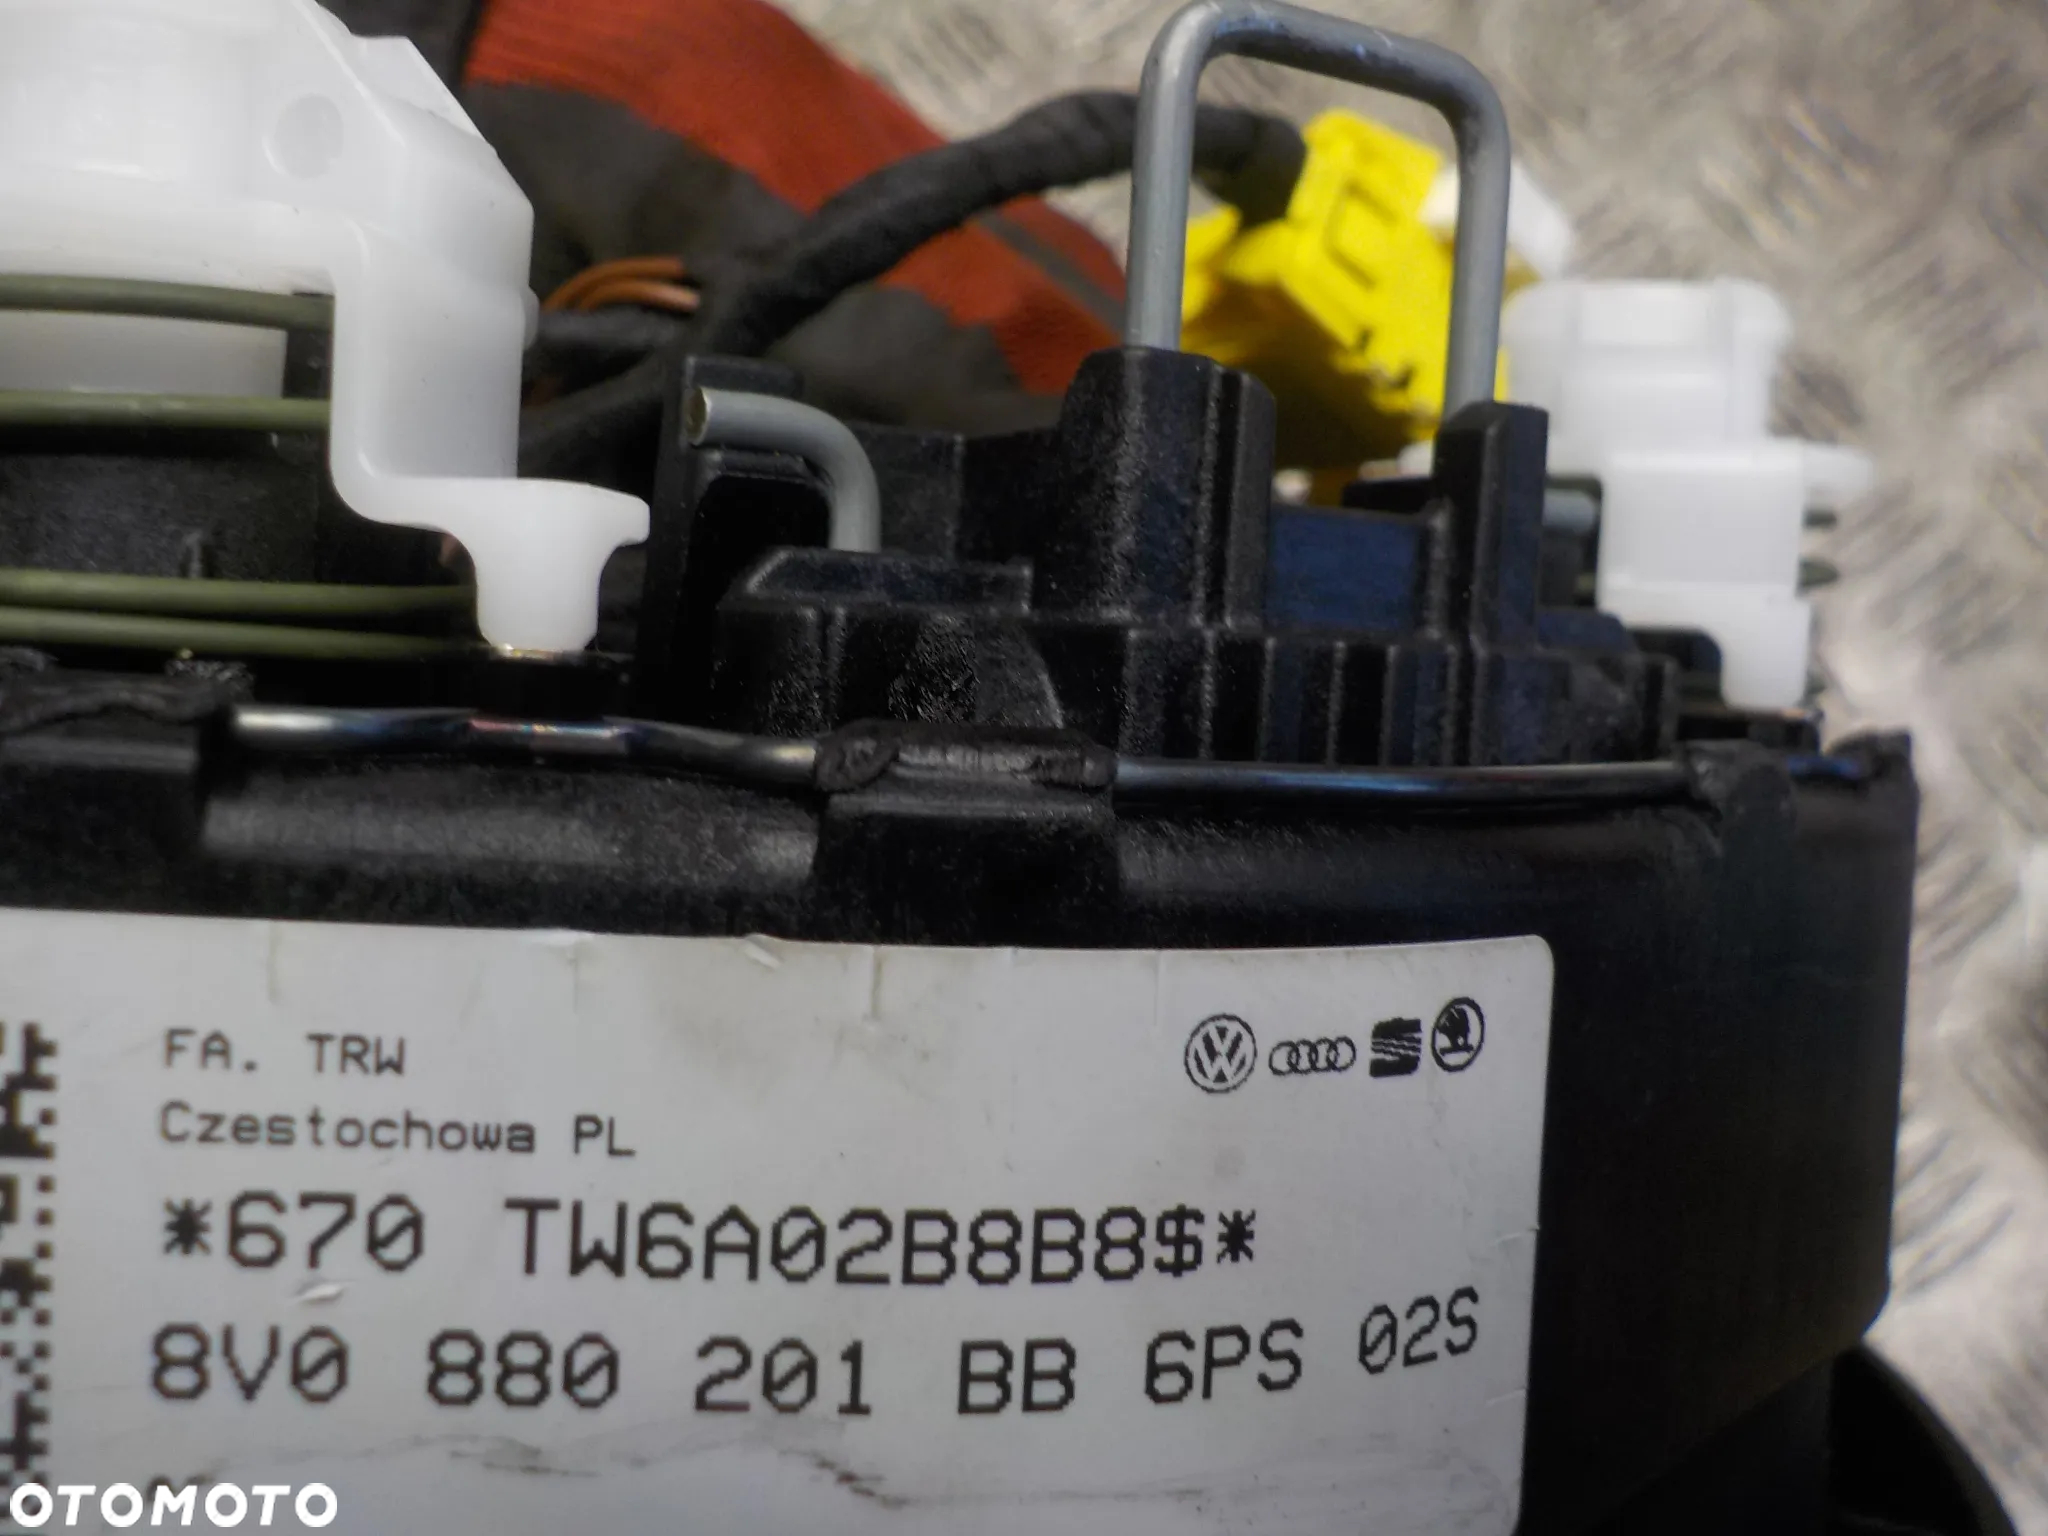 FA. TRW
Czestochowa PL
*670 TW6A02B8B8$*
8V0 880 201 BB 6PS 02S
OTOMOTO